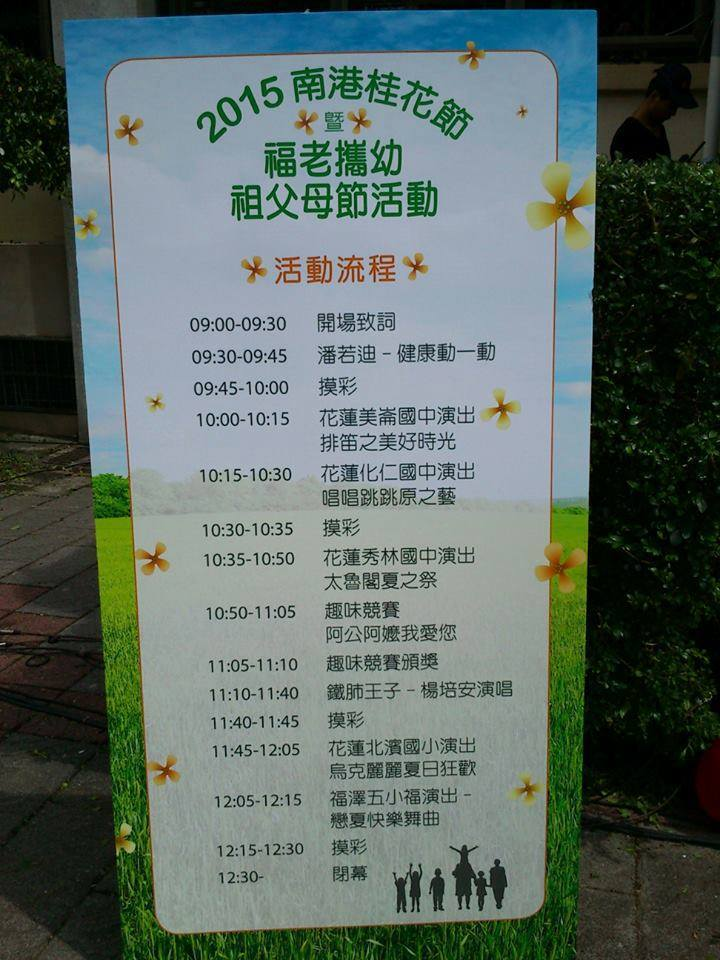 2015 南港桂花節
暨
福老攜幼
祖父母節活動
活動流程
09:00-09:30 開場致詞
09:30-09:45 潘若迪－健康動一動
09:45-10:00 摸彩
10:00-10:15 花蓮美崙國中演出
排笛之美好時光
10:15-10:30 花蓮化仁國中演出
唱唱跳跳原之藝
10:30-10:35 摸彩
10:35-10:50 花蓮秀林國中演出
太魯閣夏之祭
10:50-11:05 趣味競賽
阿公阿嬤我愛您
11:05-11:10 趣味競賽頒獎
11:10-11:40 鐵肺王子－楊培安演唱
11:40-11:45 摸彩
11:45-12:05 花蓮北濱國小演出
烏克麗麗夏日狂歡
12:05-12:15 福澤五小福演出－
戀夏快樂舞曲
12:15-12:30 摸彩
12:30- 閉幕